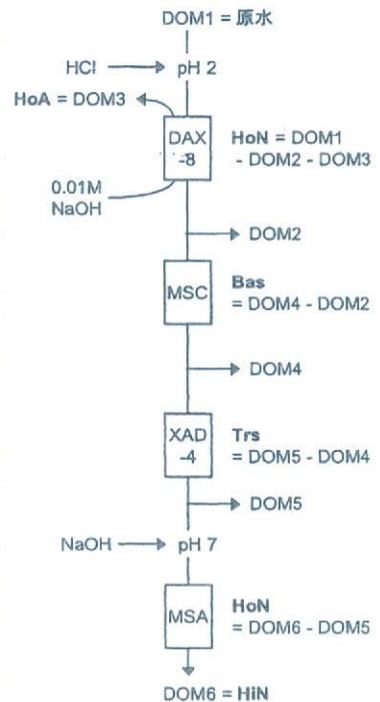 DOM1 = 原水
HCl
pH 2
HoA = DOM3
DAX
-8
HoN = DOM1
- DOM2 - DOM3
0.01M
NaOH
DOM2
MSC
Bas
= DOM4 - DOM2
DOM4
XAD
-4
Trs
= DOM5 - DOM4
DOM5
NaOH
pH 7
MSA
HoN
= DOM6 - DOM5
DOM6 = HiN